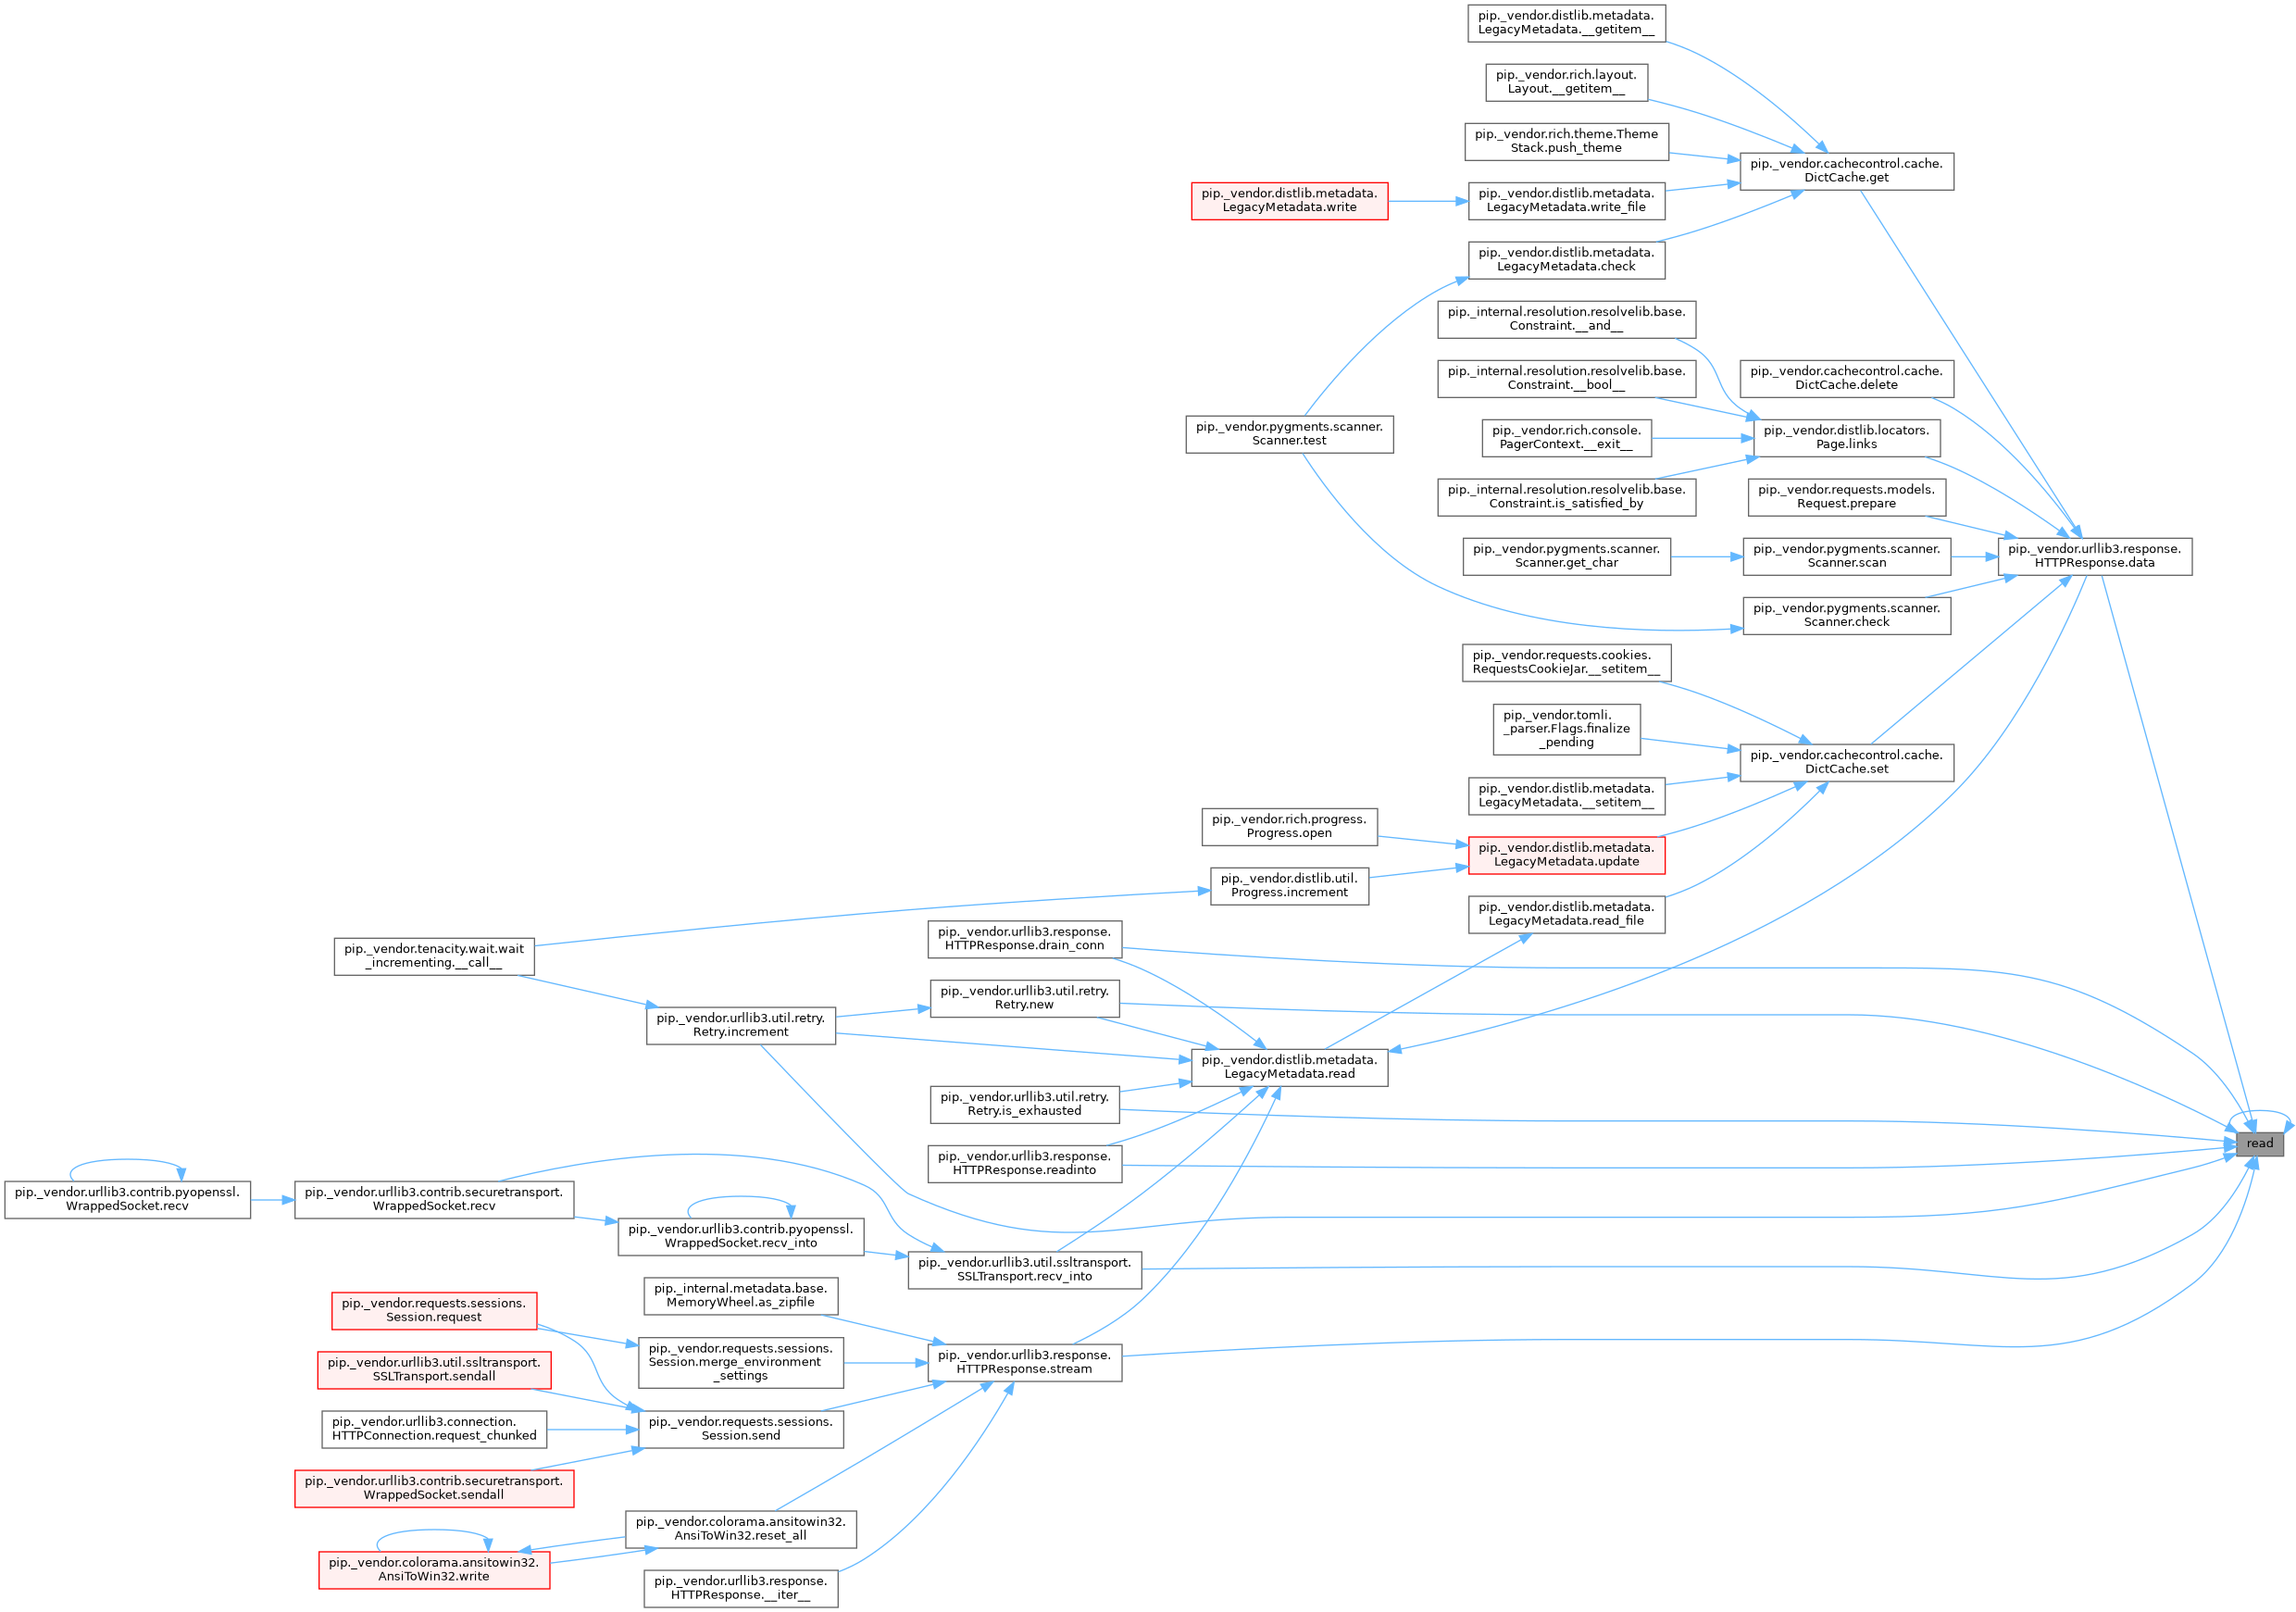 pip._vendor.distlib.metadata.
LegacyMetadata.__getitem__
pip._vendor.rich.layout.
Layout.__getitem__
pip._vendor.rich.theme.Theme
Stack.push_theme
pip._vendor.cachecontrol.cache.
DictCache.get
pip._vendor.distlib.metadata.
LegacyMetadata.write
pip._vendor.distlib.metadata.
LegacyMetadata.write_file
pip._vendor.distlib.metadata.
LegacyMetadata.check
pip._internal.resolution.resolvelib.base.
Constraint.__and__
pip._internal.resolution.resolvelib.base.
Constraint.__bool__
pip._vendor.cachecontrol.cache.
DictCache.delete
pip._vendor.pygments.scanner.
Scanner.test
pip._vendor.rich.console.
PagerContext.__exit__
pip._vendor.distlib.locators.
Page.links
pip._internal.resolution.resolvelib.base.
Constraint.is_satisfied_by
pip._vendor.requests.models.
Request.prepare
pip._vendor.pygments.scanner.
Scanner.get_char
pip._vendor.pygments.scanner.
Scanner.scan
pip._vendor.urllib3.response.
HTTPResponse.data
pip._vendor.pygments.scanner.
Scanner.check
pip._vendor.requests.cookies.
RequestsCookieJar.__setitem__
pip._vendor.tomli.
_parser.Flags.finalize
_pending
pip._vendor.cachecontrol.cache.
DictCache.set
pip._vendor.distlib.metadata.
LegacyMetadata.__setitem__
pip._vendor.rich.progress.
Progress.open
pip._vendor.distlib.metadata.
LegacyMetadata.update
pip._vendor.distlib.util.
Progress.increment
pip._vendor.distlib.metadata.
LegacyMetadata.read_file
pip._vendor.tenacity.wait.wait
_incrementing.__call__
pip._vendor.urllib3.response.
HTTPResponse.drain_conn
pip._vendor.urllib3.util.retry.
Retry.new
pip._vendor.urllib3.util.retry.
Retry.increment
pip._vendor.distlib.metadata.
LegacyMetadata.read
pip._vendor.urllib3.util.retry.
Retry.is_exhausted
read
pip._vendor.urllib3.response.
HTTPResponse.readinto
pip._vendor.urllib3.contrib.pyopenssl.
WrappedSocket.recv
pip._vendor.urllib3.contrib.securetransport.
WrappedSocket.recv
pip._vendor.urllib3.contrib.pyopenssl.
WrappedSocket.recv_into
pip._vendor.urllib3.util.ssltransport.
SSLTransport.recv_into
pip._internal.metadata.base.
MemoryWheel.as_zipfile
pip._vendor.requests.sessions.
Session.request
pip._vendor.requests.sessions.
Session.merge_environment
_settings
pip._vendor.urllib3.response.
HTTPResponse.stream
pip._vendor.urllib3.util.ssltransport.
SSLTransport.sendall
pip._vendor.urllib3.connection.
HTTPConnection.request_chunked
pip._vendor.requests.sessions.
Session.send
pip._vendor.urllib3.contrib.securetransport.
WrappedSocket.sendall
pip._vendor.colorama.ansitowin32.
AnsiToWin32.reset_all
pip._vendor.colorama.ansitowin32.
AnsiToWin32.write
pip._vendor.urllib3.response.
HTTPResponse.__iter__